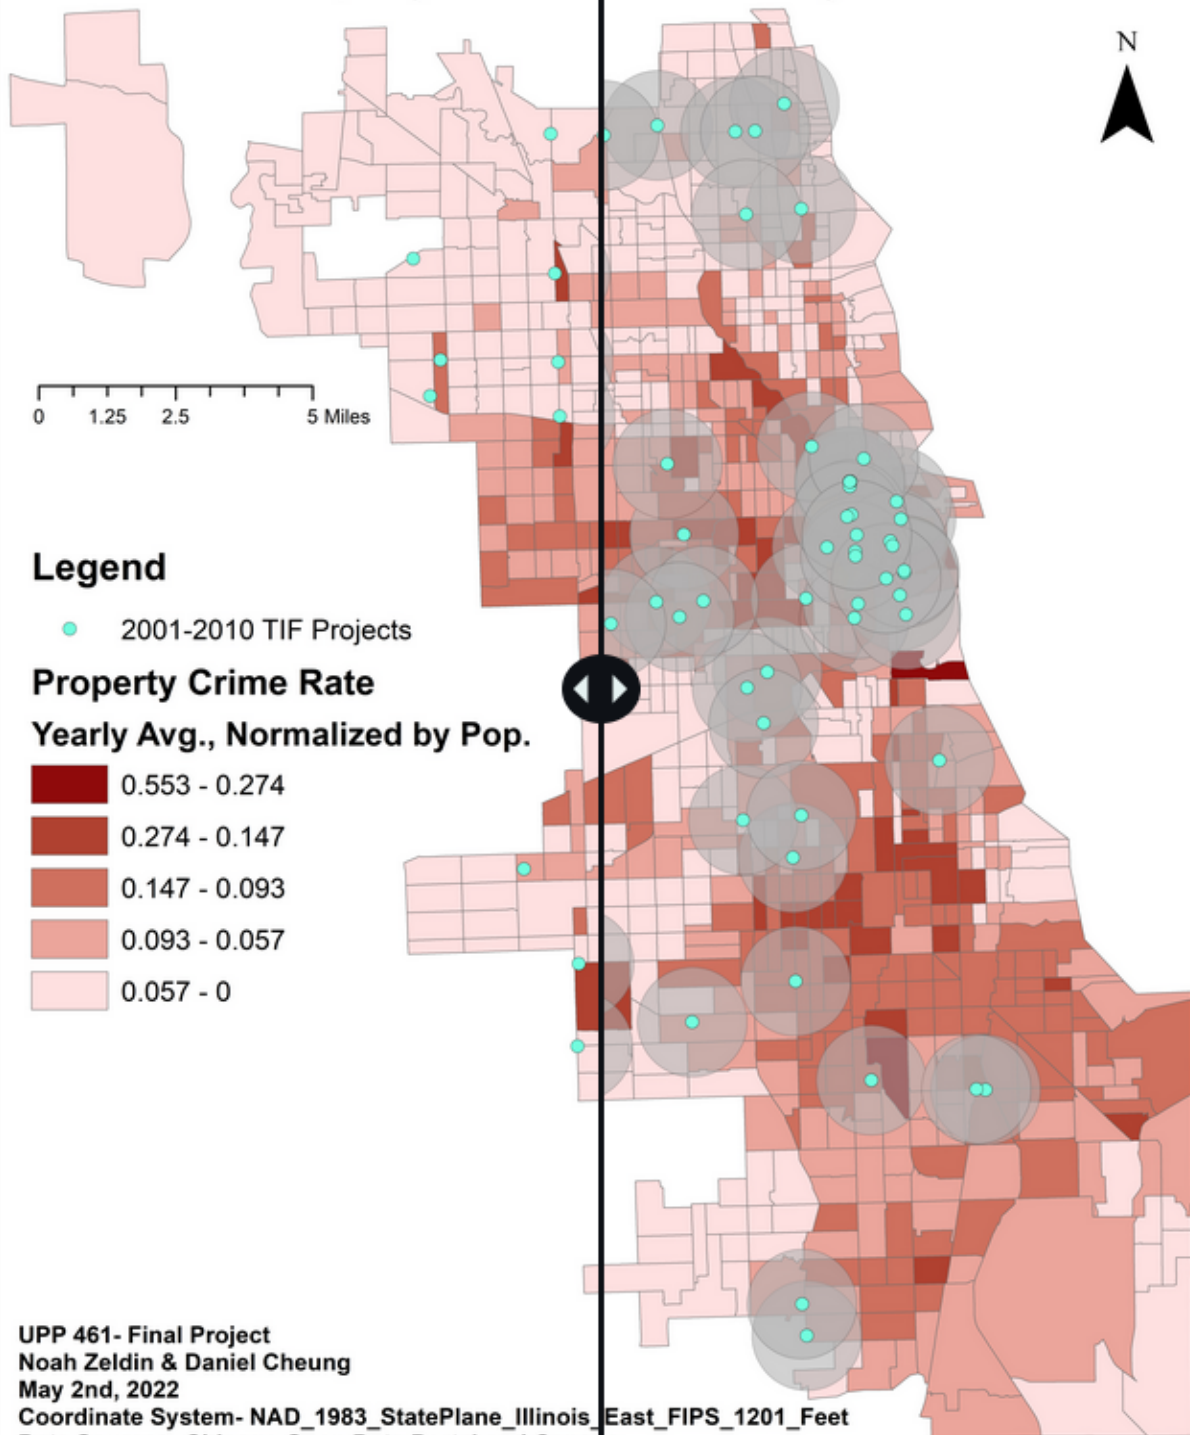 N
0 1.25 2.5 5 Miles
Legend
2001-2010 TIF Projects
Property Crime Rate
Yearly Avg., Normalized by Pop.
0.553 - 0.274
0.274 - 0.147
0.147 - 0.093
0.093 - 0.057
0.057 - 0
UPP 461- Final Project
Noah Zeldin & Daniel Cheung
May 2nd, 2022
Coordinate System- NAD_1983_StatePlane_Illinois_East_FIPS_1201_Feet